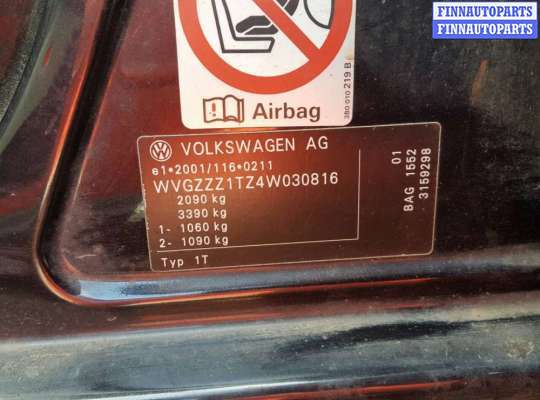 FINNAUTOPARTS
FINNAUTOPARTS
Airbag
3B0 010 219 B
VOLKSWAGEN AG
e1*2001/116*0211
WVGZZZ1TZ4W030816
2090 kg
3390 kg
1- 1060 kg
2- 1090 kg
Typ 1T
01
BAG 1552
3159298